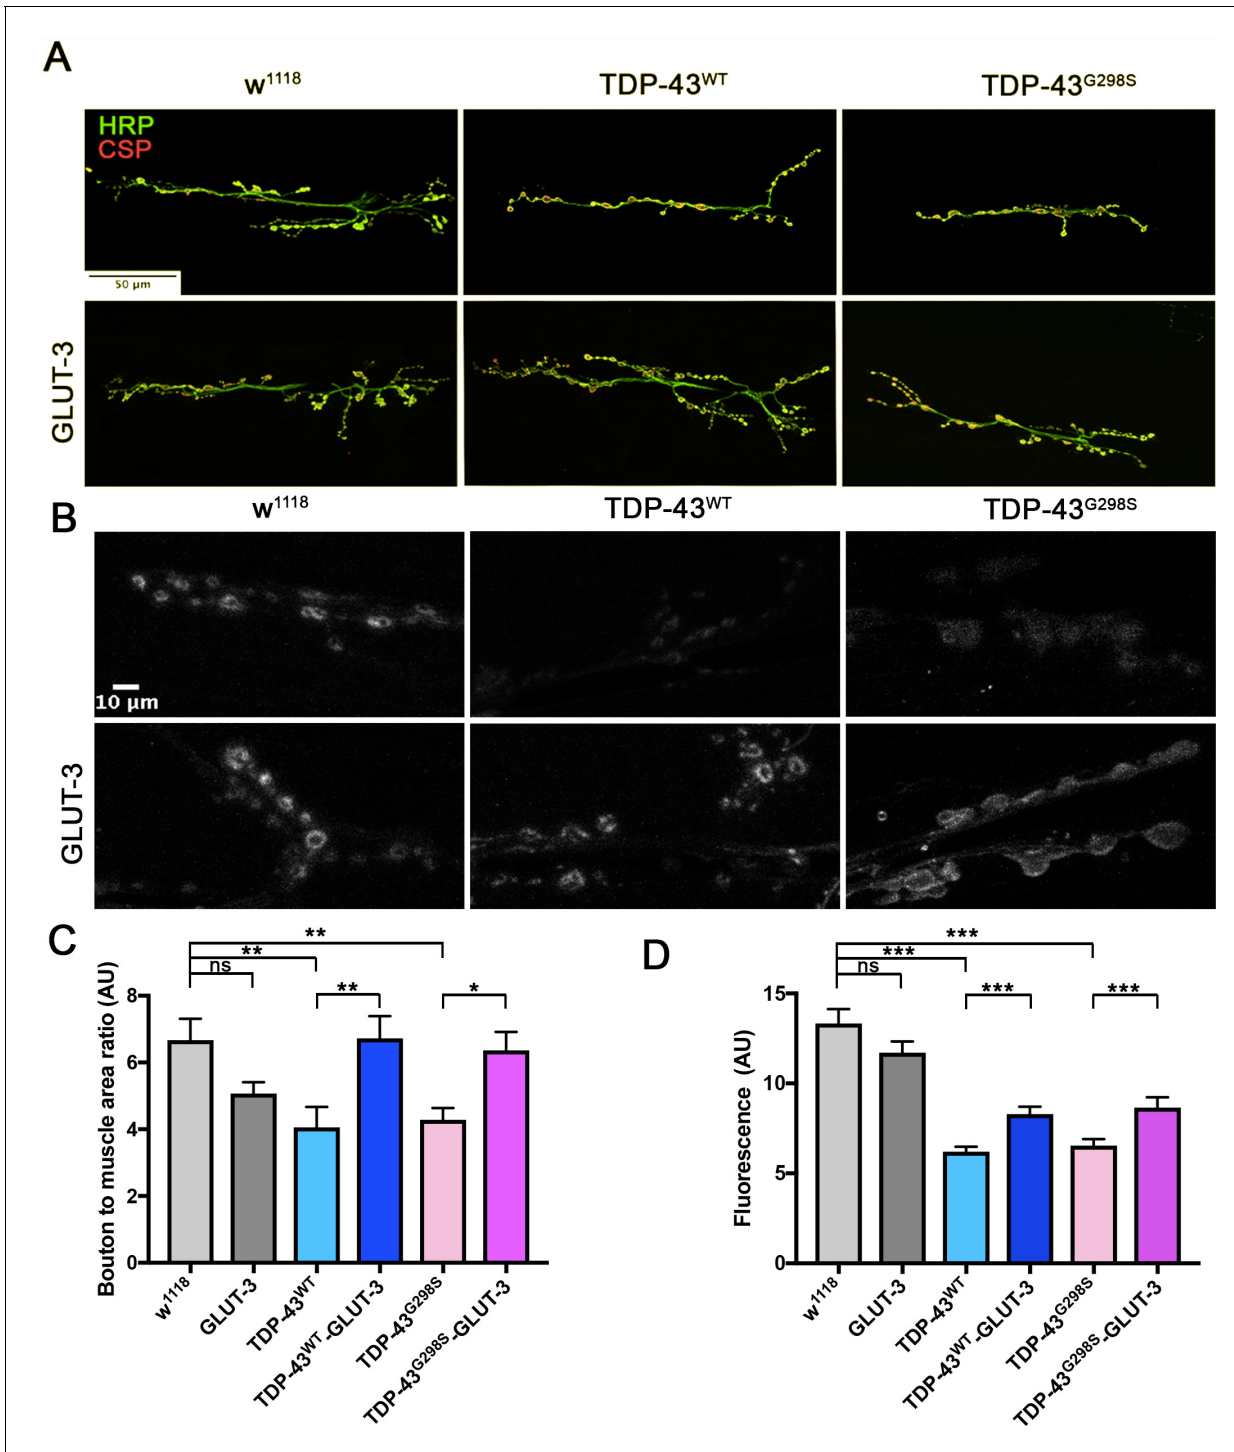 A
w1118 TDP-43WT TDP-43G298S
HRP
CSP
50 μm
GLUT-3
B
w1118 TDP-43WT TDP-43G298S
10 μm
GLUT-3
C
**
**
ns
** *
Bouton to muscle area ratio (AU)
8
6
4
2
0
w1118 GLUT-3 TDP-43WT TDP-43WT-GLUT-3 TDP-43G298S TDP-43G298S-GLUT-3
D
***
***
ns
*** ***
Fluorescence (AU)
15
10
5
0
w1118 GLUT-3 TDP-43WT TDP-43WT-GLUT-3 TDP-43G298S TDP-43G298S-GLUT-3